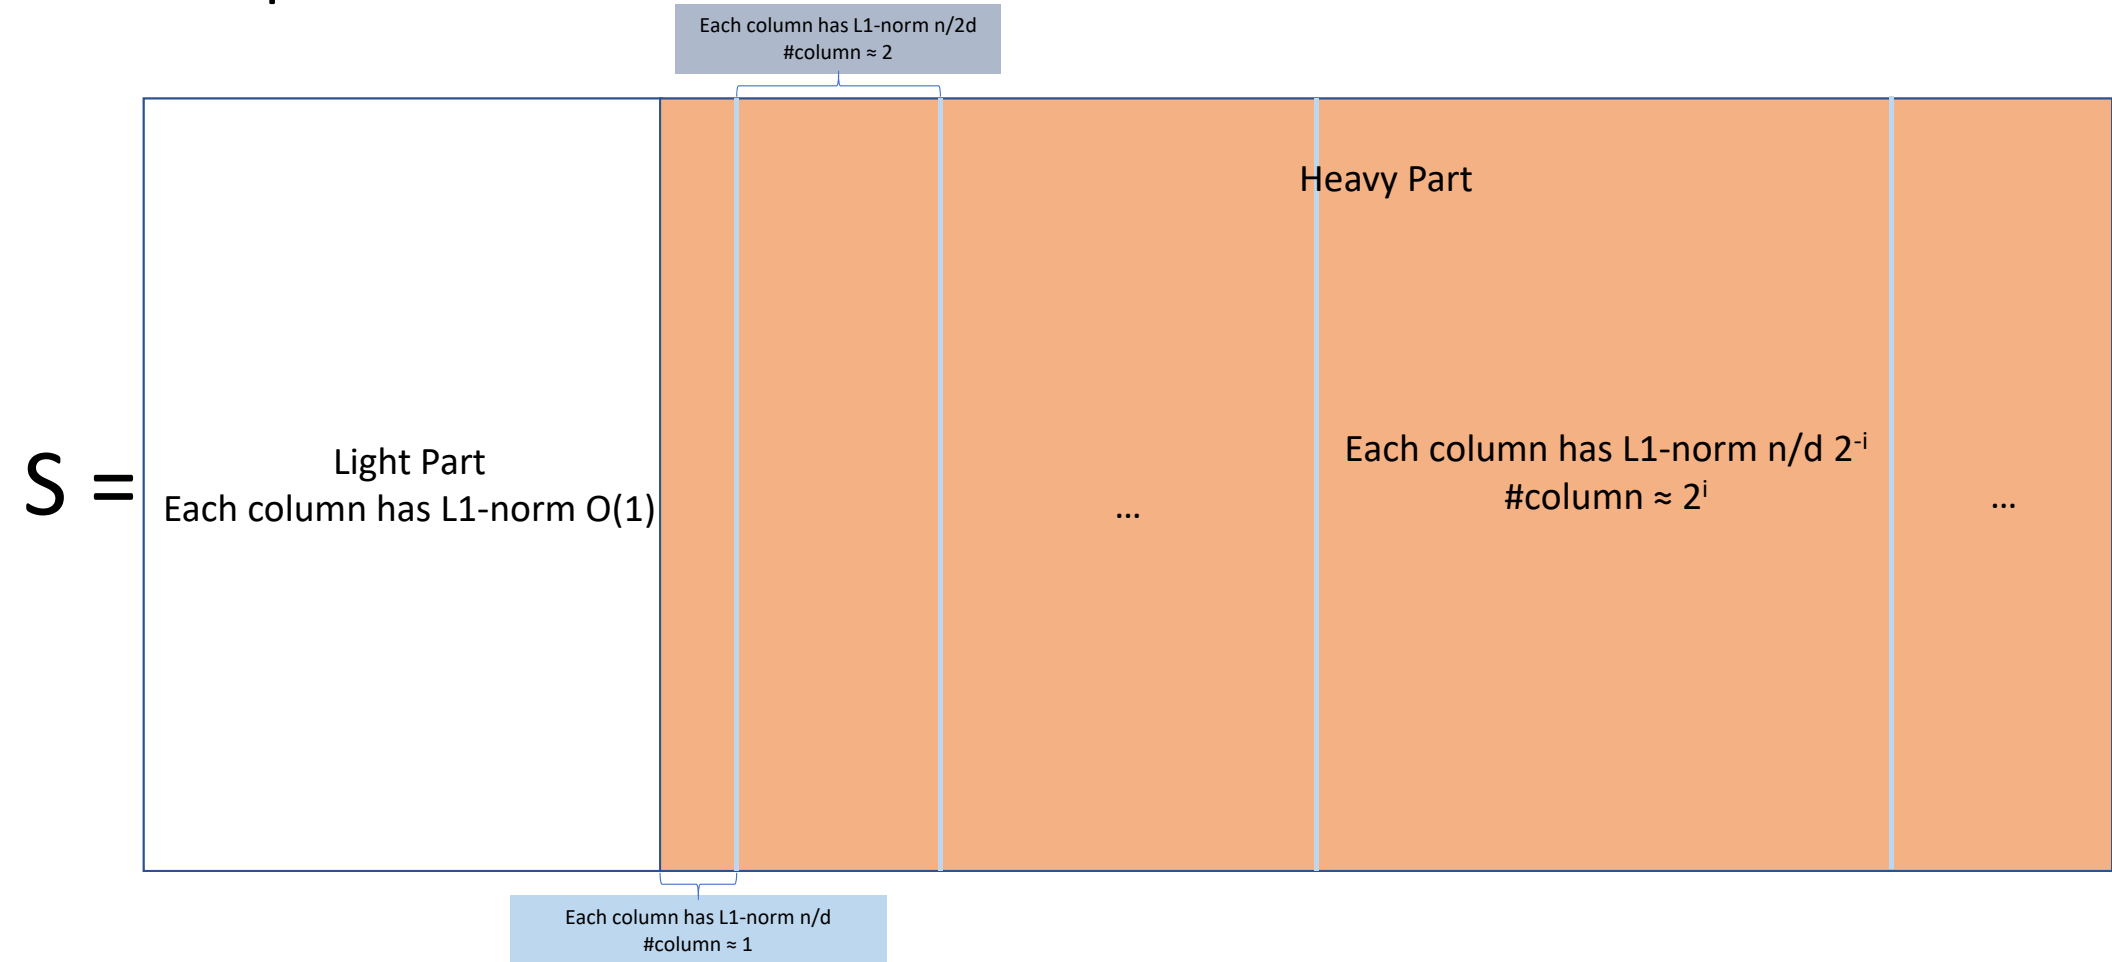 Each column has L1-norm n/2d
#column ≈ 2
Heavy Part
S =
Light Part
Each column has L1-norm O(1)
...
Each column has L1-norm n/d 2⁻ⁱ
#column ≈ 2ⁱ
...
Each column has L1-norm n/d
#column ≈ 1